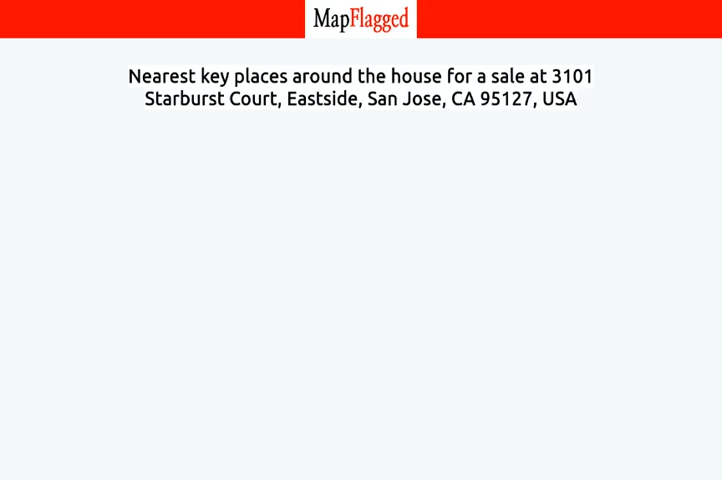 MapFlagged
Nearest key places around the house for a sale at 3101
Starburst Court, Eastside, San Jose, CA 95127, USA